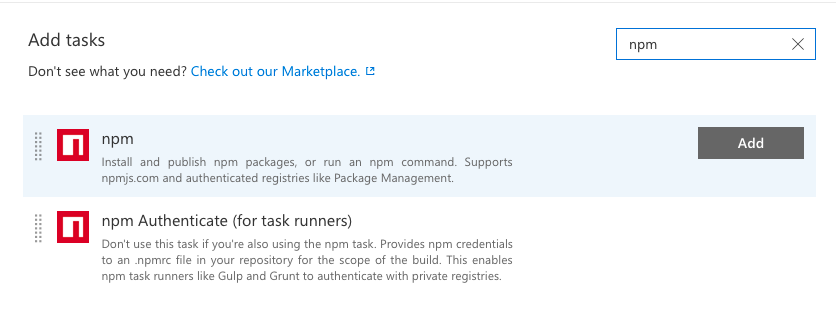 Add tasks
npm
Don't see what you need? Check out our Marketplace.
npm
Install and publish npm packages, or run an npm command. Supports
npmjs.com and authenticated registries like Package Management.
Add
npm Authenticate (for task runners)
Don't use this task if you're also using the npm task. Provides npm credentials
to an .npmrc file in your repository for the scope of the build. This enables
npm task runners like Gulp and Grunt to authenticate with private registries.